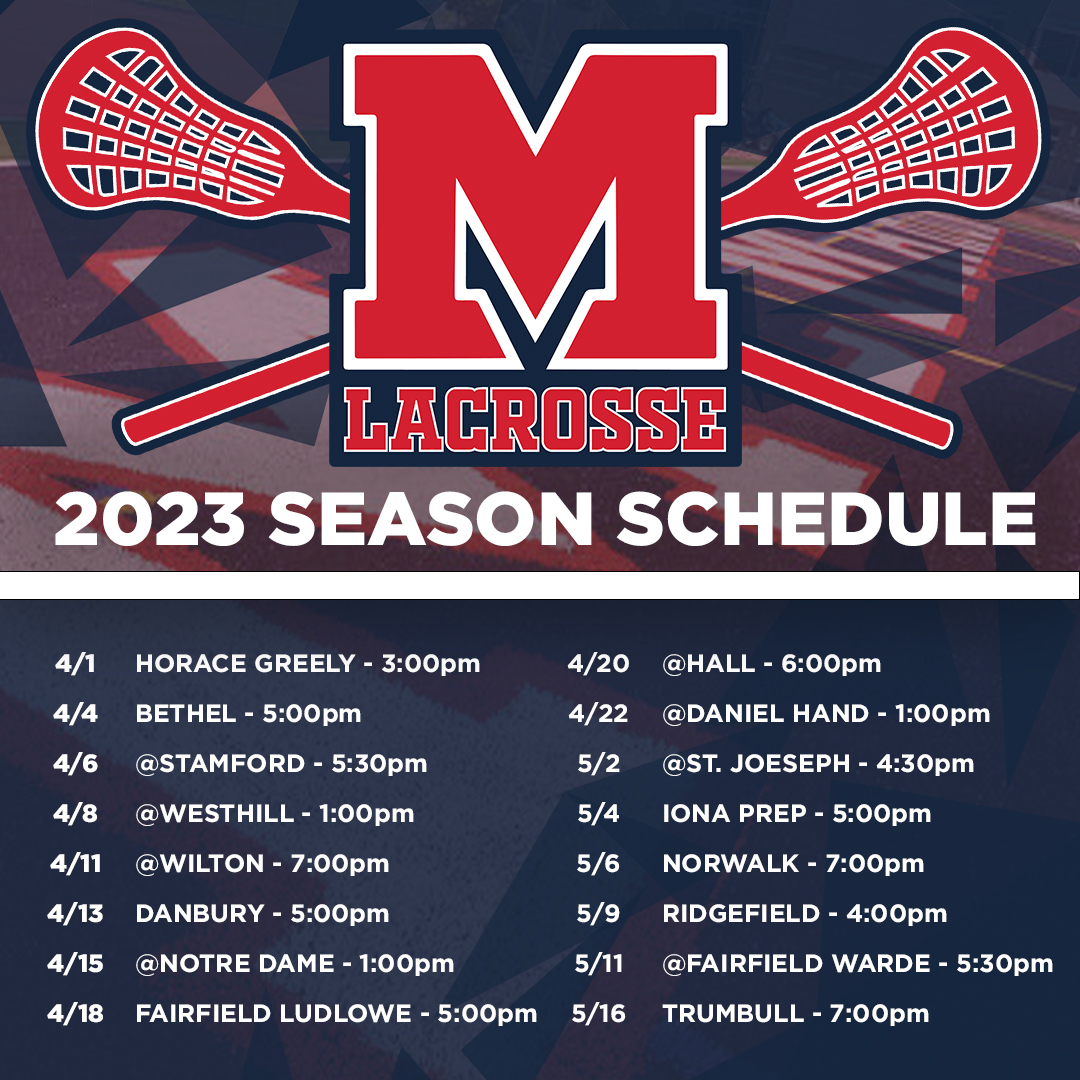 M
LACROSSE
2023 SEASON SCHEDULE
4/1 HORACE GREELY - 3:00pm
4/4 BETHEL - 5:00pm
4/6 @STAMFORD - 5:30pm
4/8 @WESTHILL - 1:00pm
4/11 @WILTON - 7:00pm
4/13 DANBURY - 5:00pm
4/15 @NOTRE DAME - 1:00pm
4/18 FAIRFIELD LUDLOWE - 5:00pm
4/20 @HALL - 6:00pm
4/22 @DANIEL HAND - 1:00pm
5/2 @ST. JOESEPH - 4:30pm
5/4 IONA PREP - 5:00pm
5/6 NORWALK - 7:00pm
5/9 RIDGEFIELD - 4:00pm
5/11 @FAIRFIELD WARDE - 5:30pm
5/16 TRUMBULL - 7:00pm